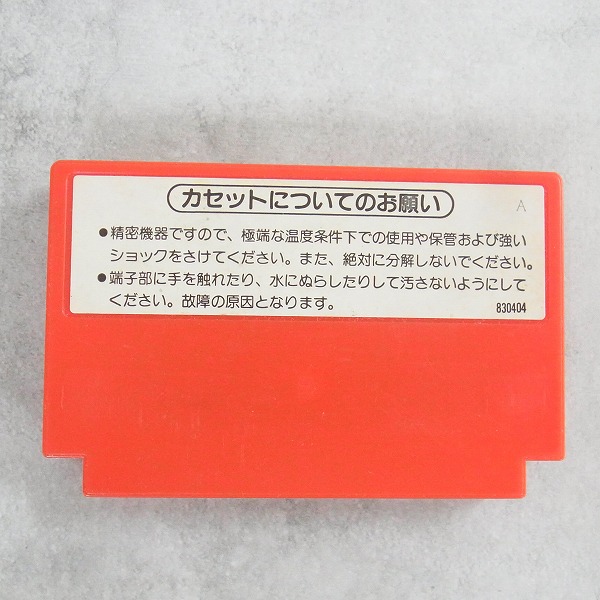 カセットについてのお願い
A
●精密機器ですので、極端な温度条件下での使用や保管および強い
ショックをさけてください。また、絶対に分解しないでください。
●端子部に手を触れたり、水にぬらしたりして汚さないようにして
ください。故障の原因となります。
830404